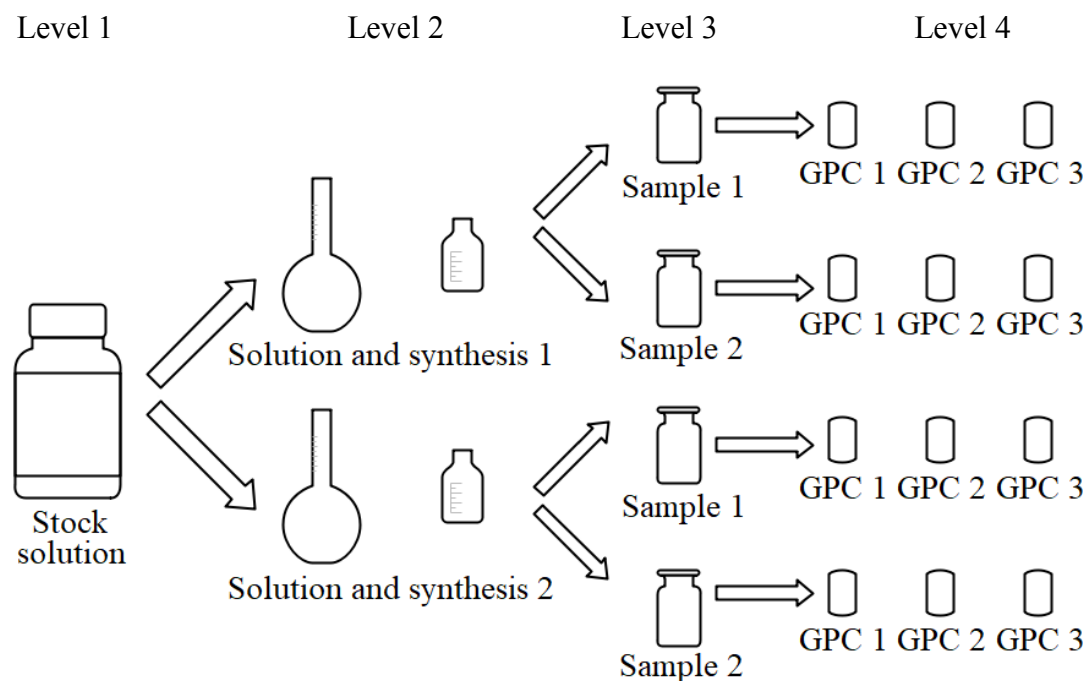 Level 1 Level 2 Level 3 Level 4
GPC 1 GPC 2 GPC 3
Sample 1
GPC 1 GPC 2 GPC 3
Sample 2
Solution and synthesis 1
GPC 1 GPC 2 GPC 3
Sample 1
Stock
solution
Solution and synthesis 2
GPC 1 GPC 2 GPC 3
Sample 2